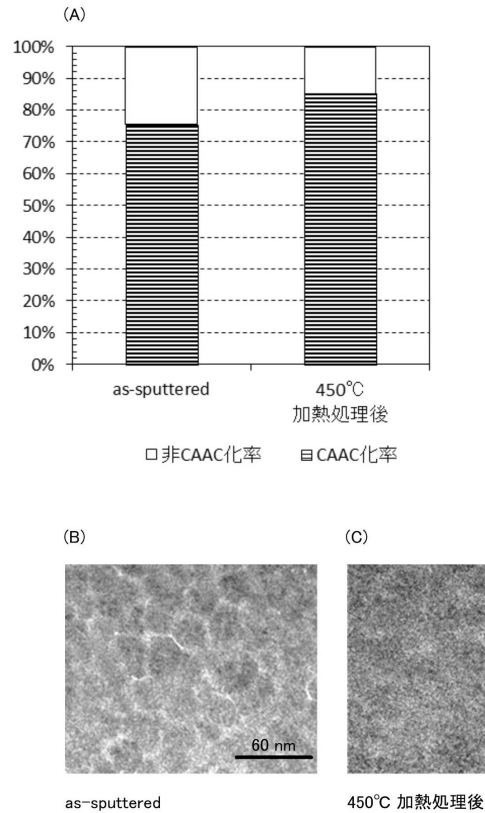 (A)
100%
90%
80%
70%
60%
50%
40%
30%
20%
10%
0%
as-sputtered
450℃
加熱処理後
非CAAC化率
CAAC化率
(B)
(C)
60 nm
as-sputtered
450℃ 加熱処理後